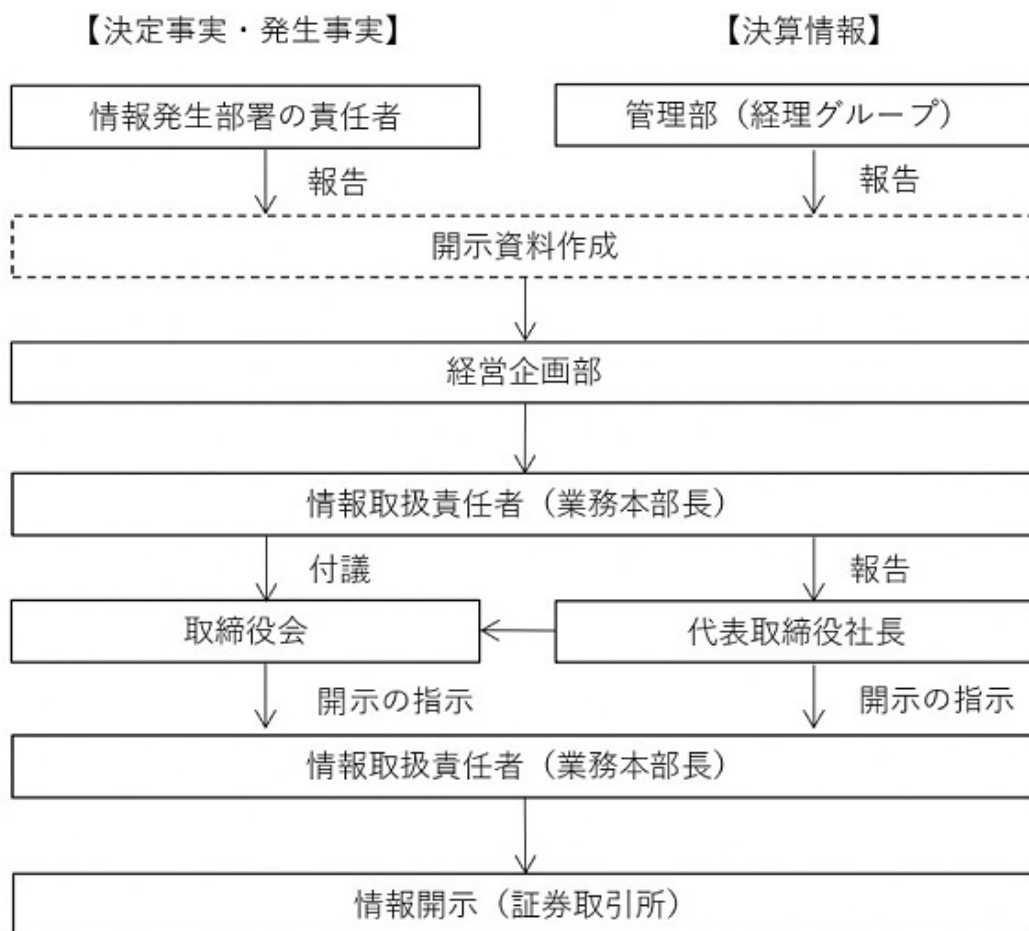 【決定事実・発生事実】
【決算情報】
情報発生部署の責任者
管理部（経理グループ）
報告
報告
開示資料作成
経営企画部
情報取扱責任者（業務本部長）
付議
報告
取締役会
代表取締役社長
開示の指示
開示の指示
情報取扱責任者（業務本部長）
情報開示（証券取引所）